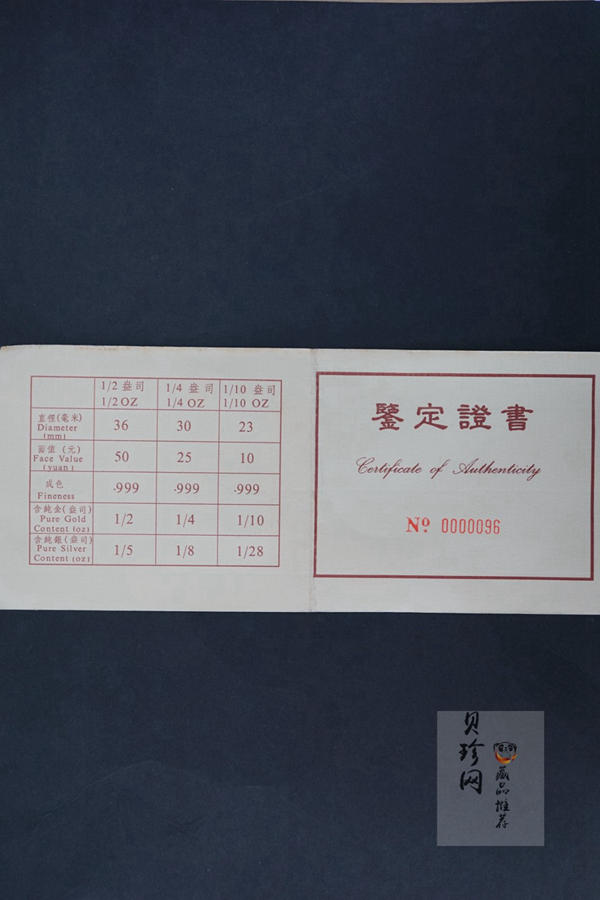 1/2 盎司 1/4 盎司 1/10 盎司
1/2 OZ 1/4 OZ 1/10 OZ
直徑(毫米) 36 30 23
Diameter
(mm)
面值 (元) 50 25 10
Face Value
(yuan)
成色 .999 .999 .999
Fineness
含純金(盎司) 1/2 1/4 1/10
Pure Gold
Content (oz)
含純銀(盎司) 1/5 1/8 1/28
Pure Silver
Content (oz)
鑒定證書
Certificate of Authenticity
Nº 0000096
贝珍网
藏品推荐